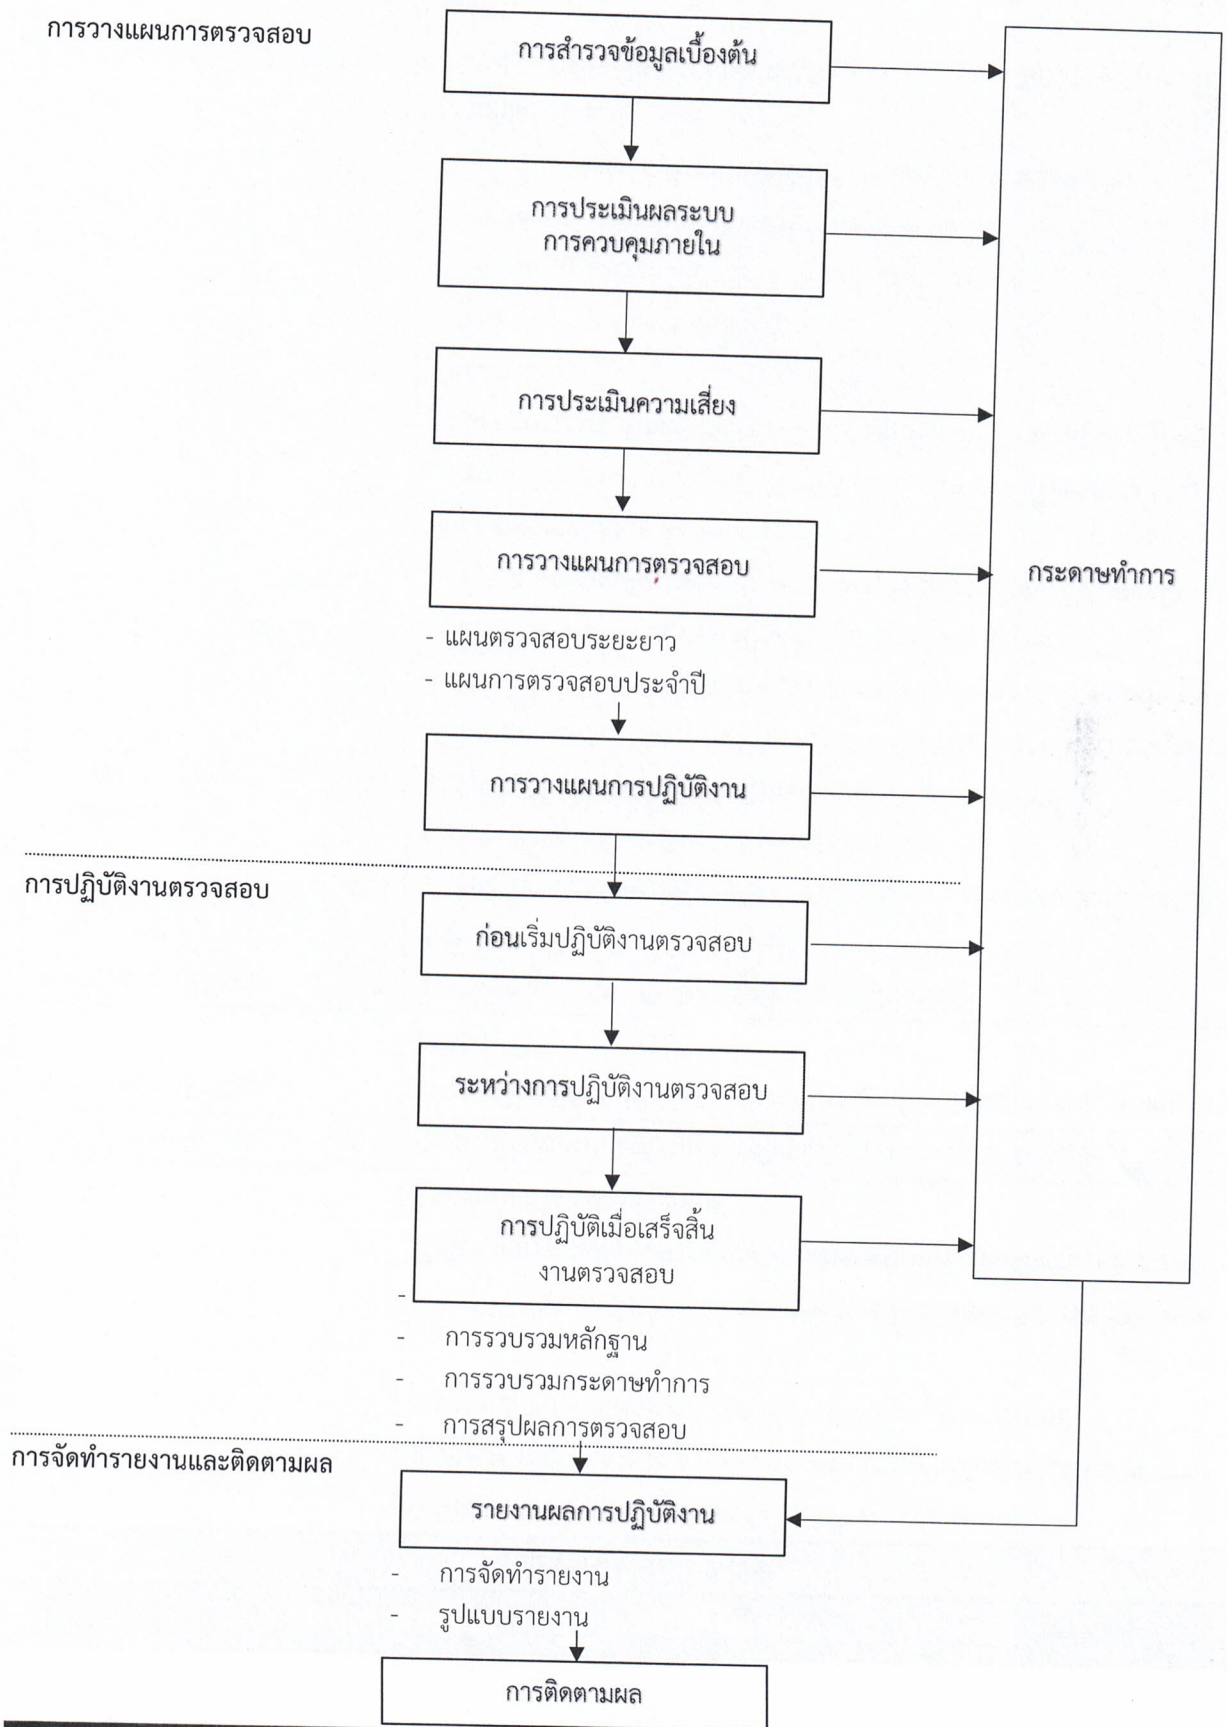 การวางแผนการตรวจสอบ
การสำรวจข้อมูลเบื้องต้น
การประเมินผลระบบ
การควบคุมภายใน
การประเมินความเสี่ยง
การวางแผนการตรวจสอบ
กระดาษทำการ
- แผนตรวจสอบระยะยาว
- แผนการตรวจสอบประจำปี
การวางแผนการปฏิบัติงาน
การปฏิบัติงานตรวจสอบ
ก่อนเริ่มปฏิบัติงานตรวจสอบ
ระหว่างการปฏิบัติงานตรวจสอบ
การปฏิบัติเมื่อเสร็จสิ้น
งานตรวจสอบ
-
- การรวบรวมหลักฐาน
- การรวบรวมกระดาษทำการ
- การสรุปผลการตรวจสอบ
การจัดทำรายงานและติดตามผล
รายงานผลการปฏิบัติงาน
- การจัดทำรายงาน
- รูปแบบรายงาน
การติดตามผล